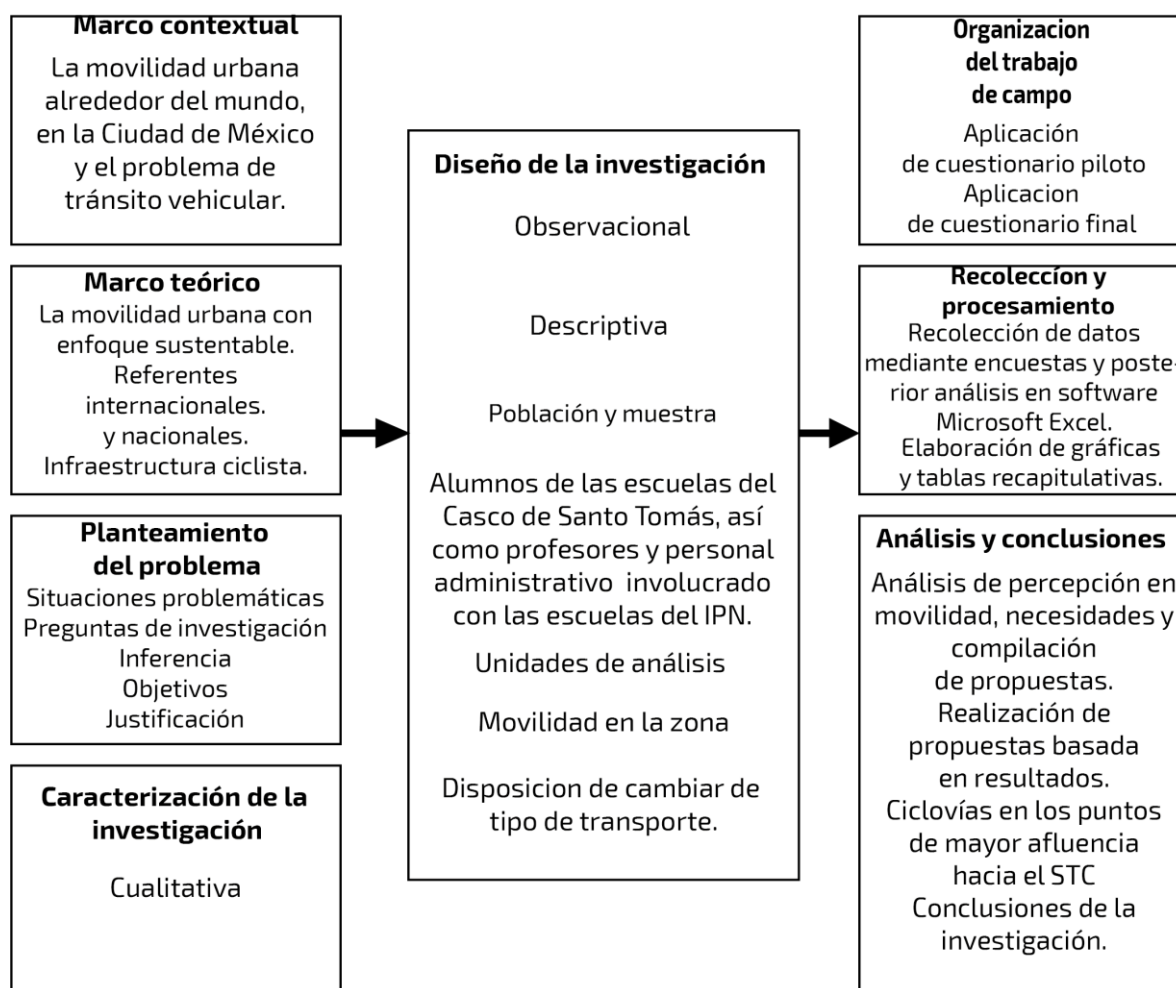 Marco contextual
La movilidad urbana
alrededor del mundo,
en la Ciudad de México
y el problema de
tránsito vehicular.
Marco teórico
La movilidad urbana con
enfoque sustentable.
Referentes
internacionales.
y nacionales.
Infraestructura ciclista.
Planteamiento
del problema
Situaciones problemáticas
Preguntas de investigación
Inferencia
Objetivos
Justificación
Caracterización de la
investigación
Cualitativa
Diseño de la investigación
Observacional
Descriptiva
Población y muestra
Alumnos de las escuelas del
Casco de Santo Tomás, así
como profesores y personal
administrativo involucrado
con las escuelas del IPN.
Unidades de análisis
Movilidad en la zona
Disposicion de cambiar de
tipo de transporte.
Organizacion
del trabajo
de campo
Aplicación
de cuestionario piloto
Aplicacion
de cuestionario final
Recoleccíon y
procesamiento
Recolección de datos
mediante encuestas y poste-
rior análisis en software
Microsoft Excel.
Elaboración de gráficas
y tablas recapitulativas.
Análisis y conclusiones
Análisis de percepción en
movilidad, necesidades y
compilación
de propuestas.
Realización de
propuestas basada
en resultados.
Ciclovías en los puntos
de mayor afluencia
hacia el STC
Conclusiones de la
investigación.